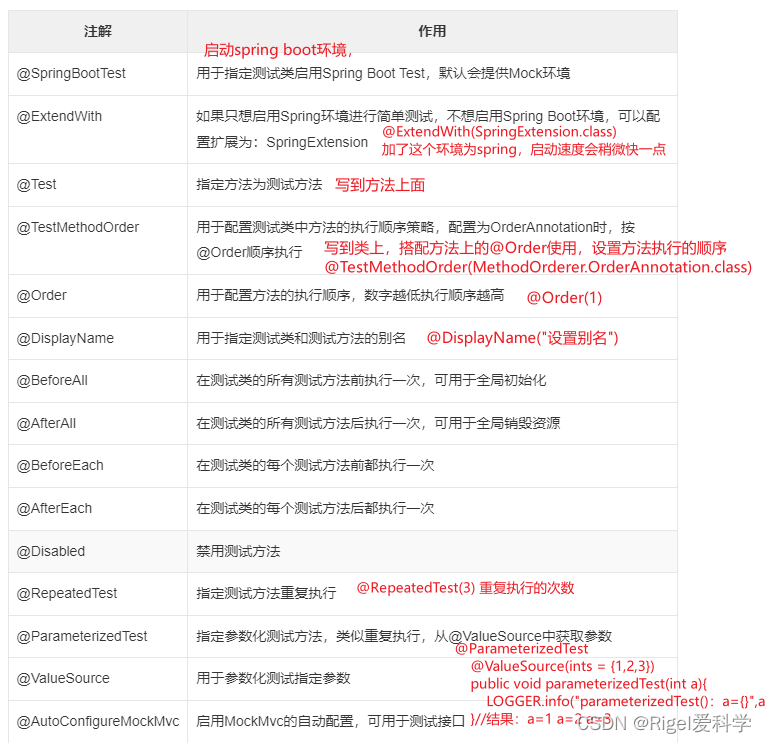 注解 作用
启动spring boot环境，
@SpringBootTest 用于指定测试类启用Spring Boot Test，默认会提供Mock环境
@ExtendWith 如果只想启用Spring环境进行简单测试，不想启用Spring Boot环境，可以配
置扩展为：SpringExtension
@ExtendWith(SpringExtension.class)
加了这个环境为spring，启动速度会稍微快一点
@Test 指定方法为测试方法 写到方法上面
@TestMethodOrder 用于配置测试类中方法的执行顺序策略，配置为OrderAnnotation时，按
@Order顺序执行
写到类上，搭配方法上的@Order使用，设置方法执行的顺序
@TestMethodOrder(MethodOrderer.OrderAnnotation.class)
@Order 用于配置方法的执行顺序，数字越低执行顺序越高 @Order(1)
@DisplayName 用于指定测试类和测试方法的别名 @DisplayName("设置别名")
@BeforeAll 在测试类的所有测试方法前执行一次，可用于全局初始化
@AfterAll 在测试类的所有测试方法后执行一次，可用于全局销毁资源
@BeforeEach 在测试类的每个测试方法前都执行一次
@AfterEach 在测试类的每个测试方法后都执行一次
@Disabled 禁用测试方法
@RepeatedTest 指定测试方法重复执行 @RepeatedTest(3) 重复执行的次数
@ParameterizedTest 指定参数化测试方法，类似重复执行，从@ValueSource中获取参数
@ParameterizedTest
@ValueSource(ints = {1,2,3})
@ValueSource 用于参数化测试指定参数
public void parameterizedTest(int a){
LOGGER.info("parameterizedTest()：a={}",a
@AutoConfigureMockMvc 启用MockMvc的自动配置，可用于测试接口
}//结果：a=1 a=2 a=3
CSDN @Rigel爱科学